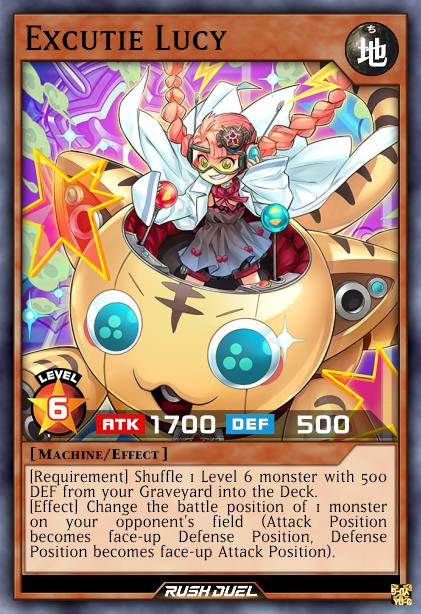 Excutie Lucy
ち
地
LEVEL
6
ATK 1700 DEF 500
[Machine/Effect]
[Requirement] Shuffle 1 Level 6 monster with 500
DEF from your Graveyard into the Deck.
[Effect] Change the battle position of 1 monster
on your opponent's field (Attack Position
becomes face-up Defense Position, Defense
Position becomes face-up Attack Position).
RUSH DUEL